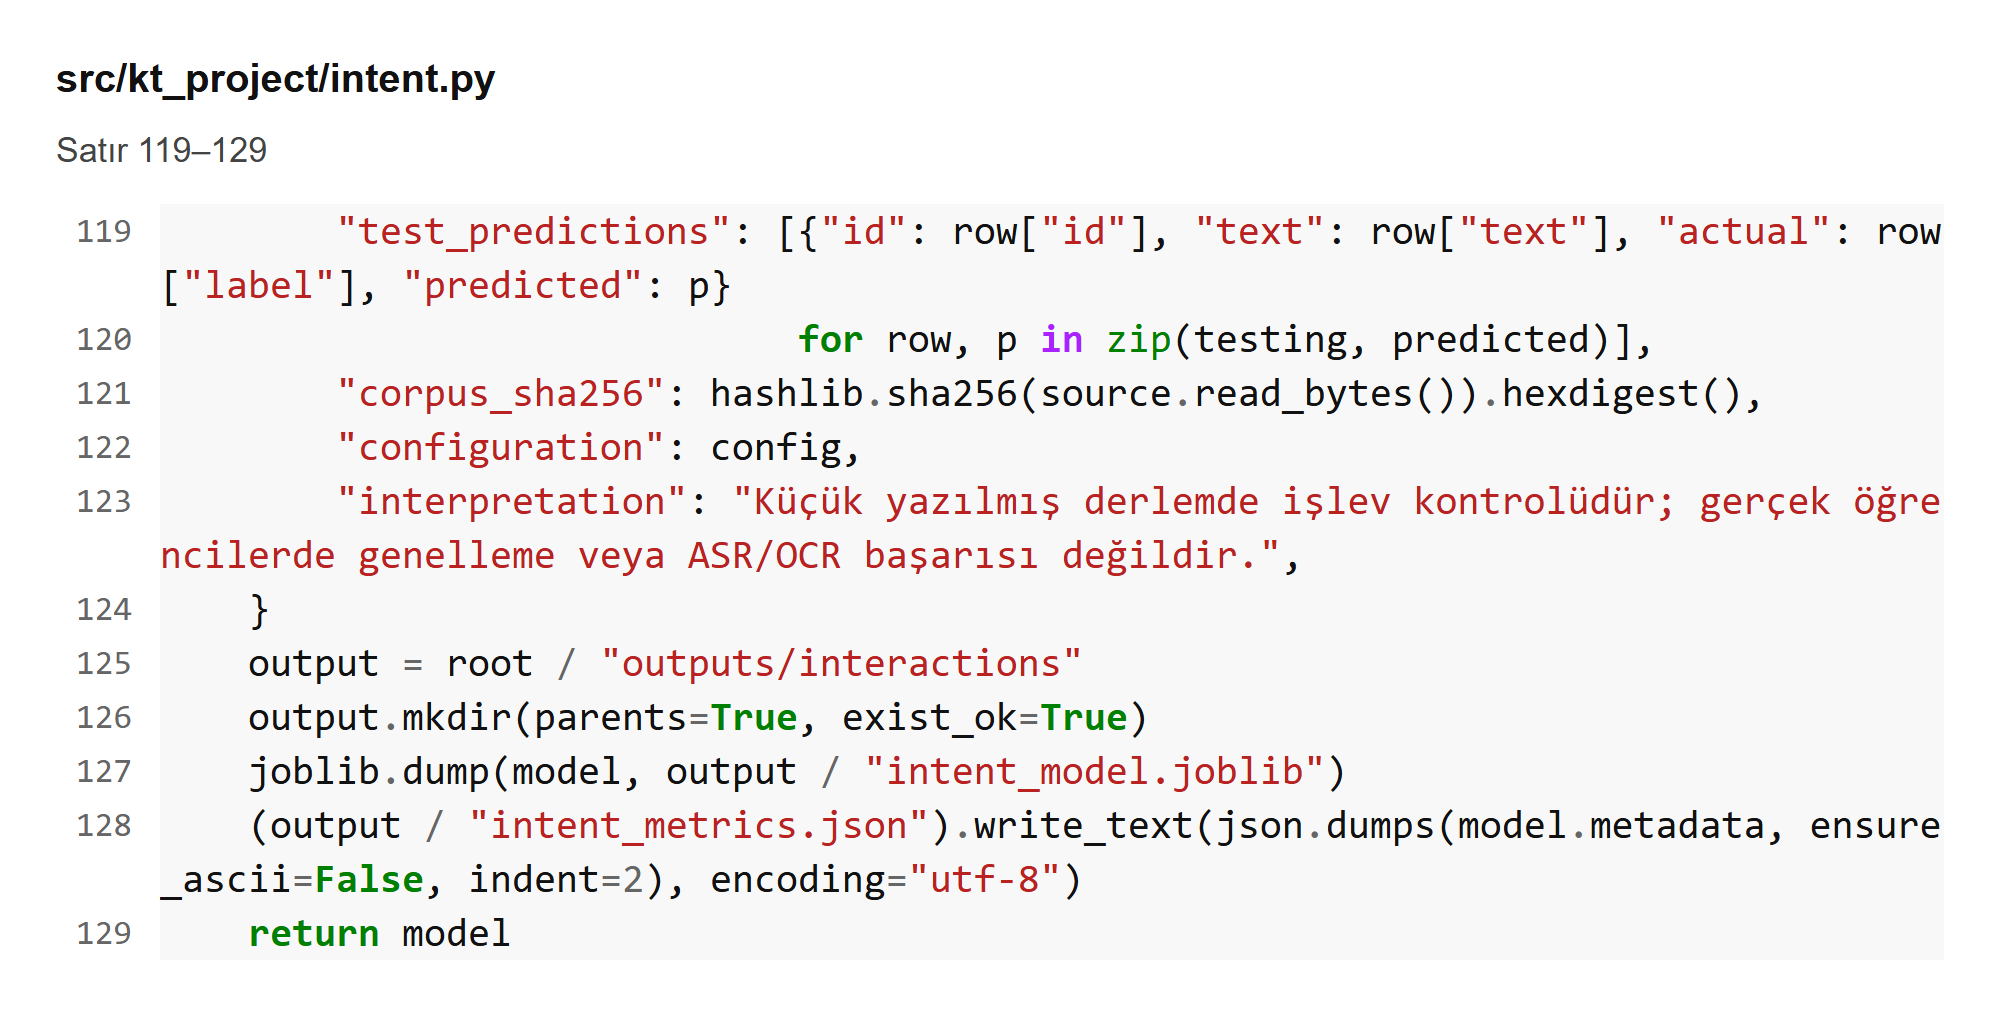 src/kt_project/intent.py
Satır 119–129
119         "test_predictions": [{"id": row["id"], "text": row["text"], "actual": row
["label"], "predicted": p}
120                              for row, p in zip(testing, predicted)],
121         "corpus_sha256": hashlib.sha256(source.read_bytes()).hexdigest(),
122         "configuration": config,
123         "interpretation": "Küçük yazılmış derlemde işlev kontrolüdür; gerçek öğre
ncilerde genelleme veya ASR/OCR başarısı değildir.",
124     }
125     output = root / "outputs/interactions"
126     output.mkdir(parents=True, exist_ok=True)
127     joblib.dump(model, output / "intent_model.joblib")
128     (output / "intent_metrics.json").write_text(json.dumps(model.metadata, ensure
_ascii=False, indent=2), encoding="utf-8")
129     return model